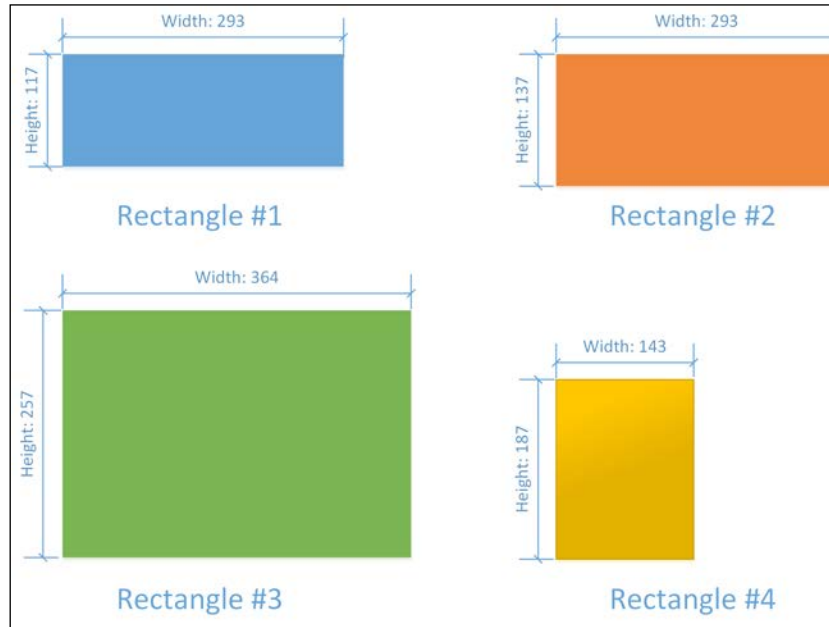 Width: 293
Height: 117
Rectangle #1
Width: 293
Height: 137
Rectangle #2
Width: 364
Height: 257
Rectangle #3
Width: 143
Height: 187
Rectangle #4